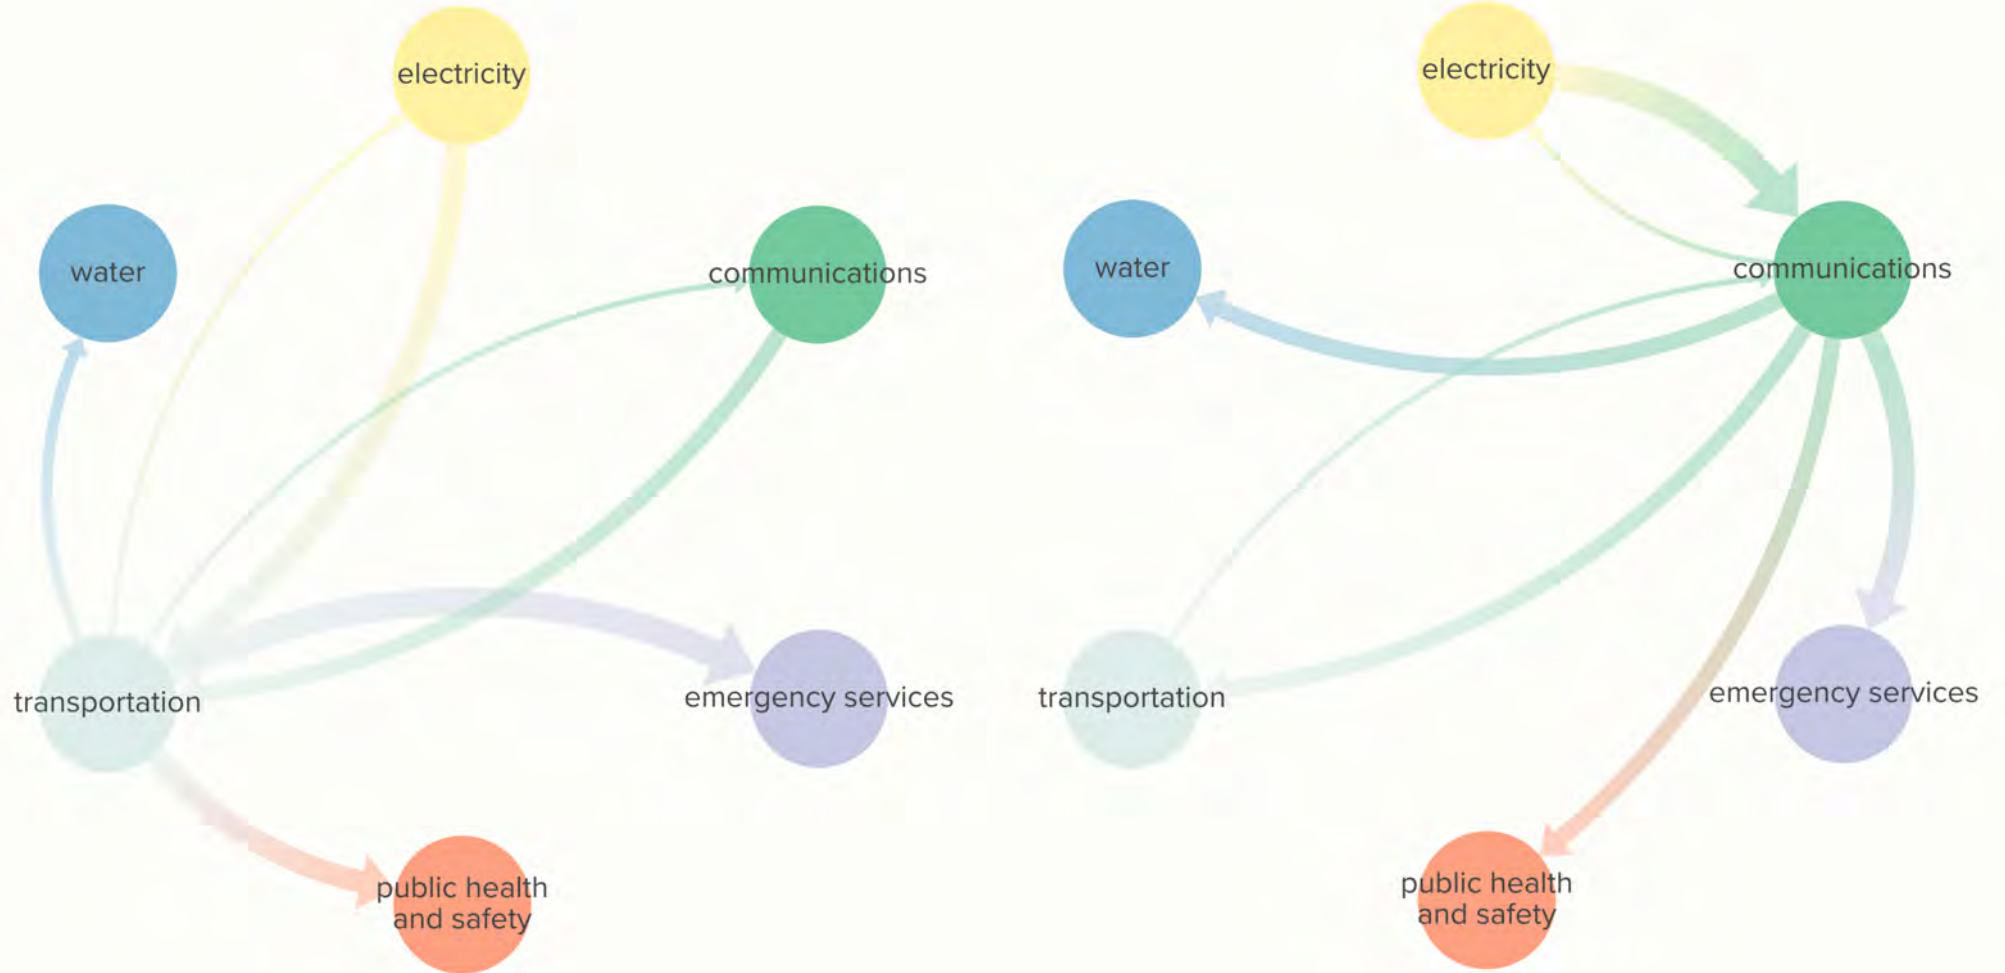 electricity
water
communications
transportation
emergency services
public health
and safety
electricity
water
communications
transportation
emergency services
public health
and safety